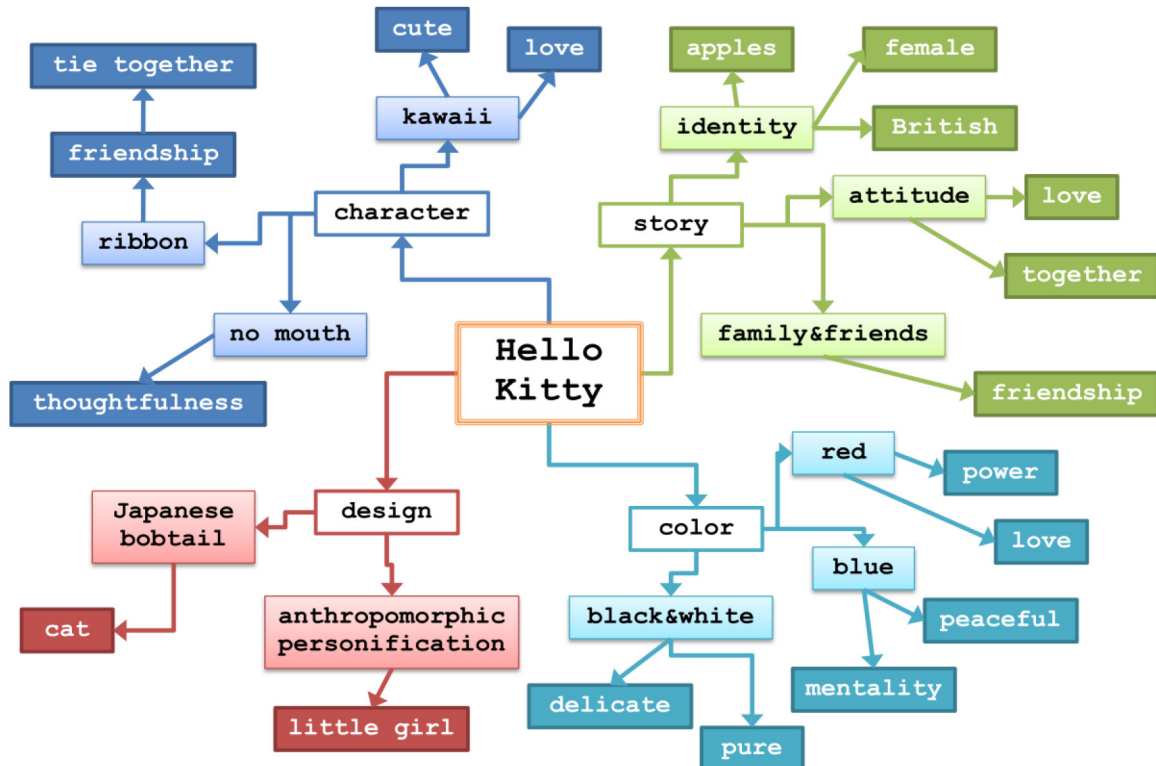 cute
love
apples
female
tie together
kawaii
identity
British
friendship
character
story
attitude
love
ribbon
together
no mouth
Hello
Kitty
family&friends
thoughtfulness
friendship
red
power
Japanese
bobtail
design
color
love
blue
cat
anthropomorphic
personification
black&white
peaceful
delicate
mentality
little girl
pure